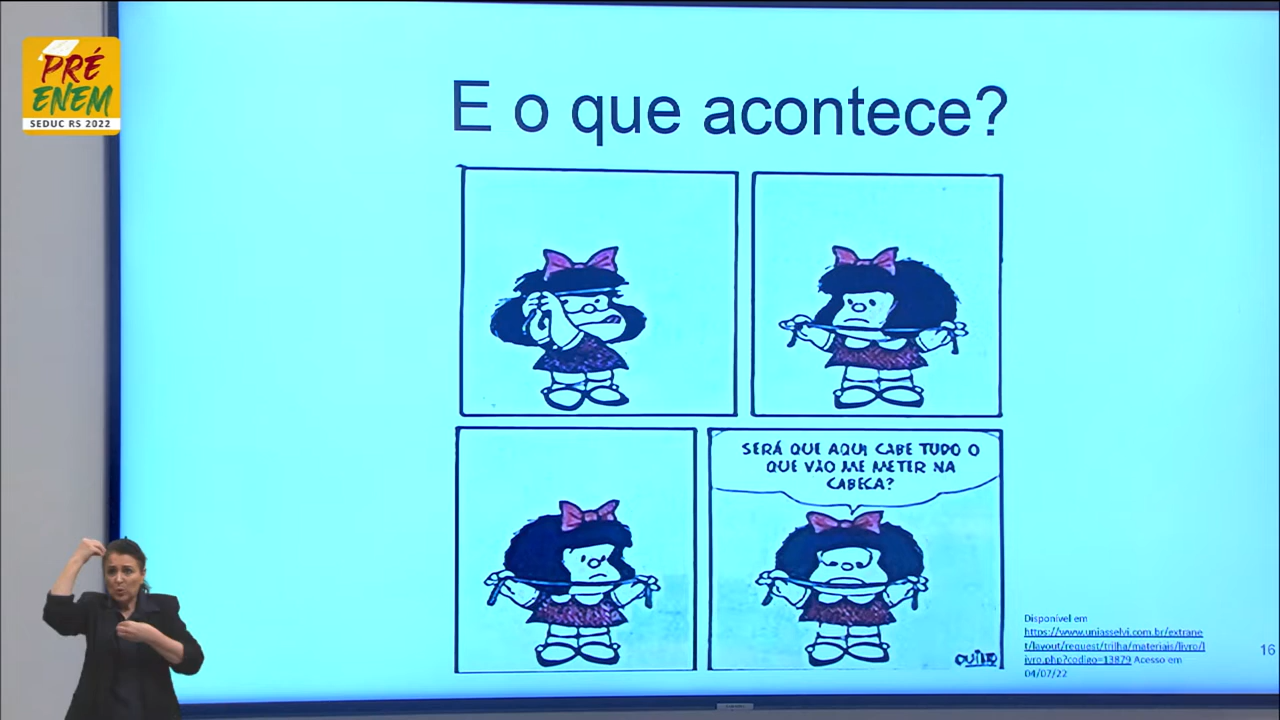 PRÉ
ENEM
SEDUC RS 2022
E o que acontece?
SERÁ QUE AQUI CABE TUDO O
QUE VÃO ME METER NA
CABEÇA?
QUINO
Disponível em
https://www.uniasselvi.com.br/extrane
t/layout/request/trilha/materiais/livro/l
ivro.php?codigo=13879 Acesso em
04/07/22
16